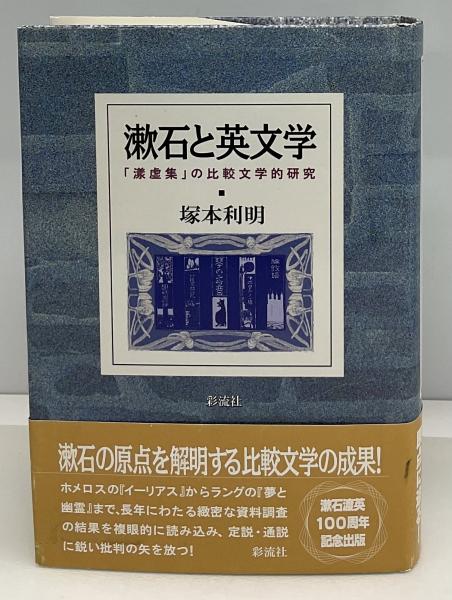 漱石と英文学
「漾虚集」の比較文学的研究
塚本利明
彩流社
漱石の原点を解明する比較文学の成果!
ホメロスの『イーリアス』からラングの『夢と
幽霊』まで、長年にわたる緻密な資料調査
の結果を複眼的に読み込み、定説・通説
に鋭い批判の矢を放つ!
彩流社
漱石渡英
100周年
記念出版